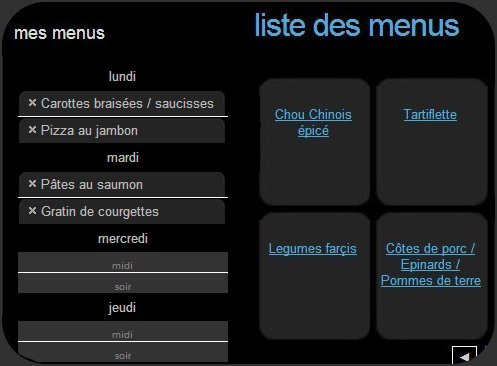 mes menus
liste des menus
lundi
× Carottes braisées / saucisses
× Pizza au jambon
mardi
× Pâtes au saumon
× Gratin de courgettes
mercredi
midi
soir
jeudi
midi
soir
Chou Chinois
épicé
Tartiflette
Legumes farçis
Côtes de porc /
Epinards /
Pommes de terre